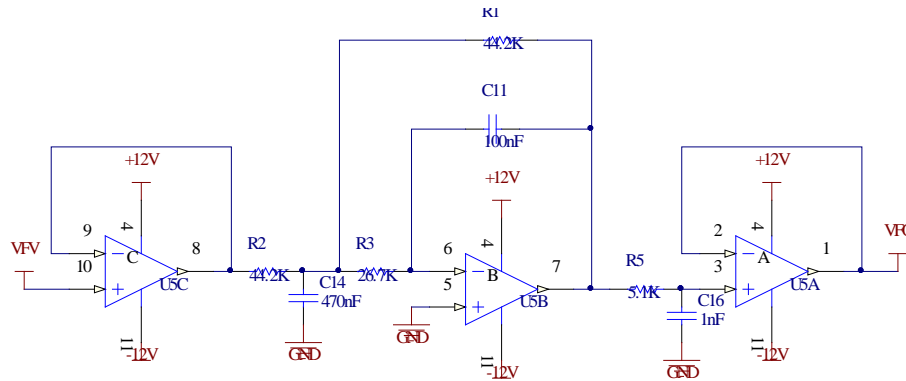 R1
44.2K
C11
100nF
+12V
+12V
+12V
VFV
9
4
C
10
8
U5C
11
-12V
R2
44.2K
C14
470nF
GND
R3
26.7K
6
4
B
5
7
U5B
GND
11
-12V
R5
5.1K
C16
1nF
GND
2
4
A
3
1
U5A
11
-12V